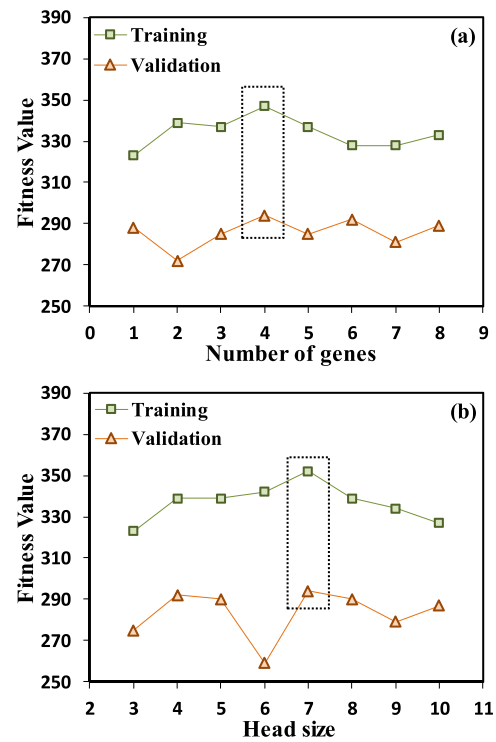 390
370
350
330
310
290
270
250
Fitness Value
Training
Validation
(a)
0 1 2 3 4 5 6 7 8 9
Number of genes
390
370
350
330
310
290
270
250
Fitness Value
Training
Validation
(b)
2 3 4 5 6 7 8 9 10 11
Head size